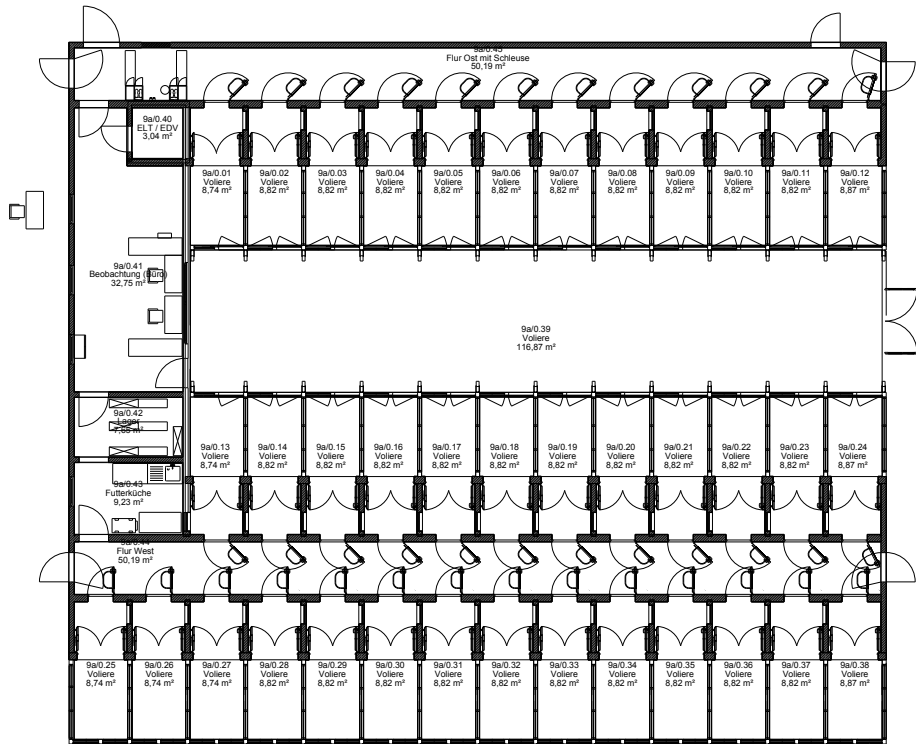 9a/0.45
Flur Ost mit Schleuse
50,19 m²
9a/0.40
ELT / EDV
3,04 m²
9a/0.01
Voliere
8,74 m²
9a/0.02
Voliere
8,82 m²
9a/0.03
Voliere
8,82 m²
9a/0.04
Voliere
8,82 m²
9a/0.05
Voliere
8,82 m²
9a/0.06
Voliere
8,82 m²
9a/0.07
Voliere
8,82 m²
9a/0.08
Voliere
8,82 m²
9a/0.09
Voliere
8,82 m²
9a/0.10
Voliere
8,82 m²
9a/0.11
Voliere
8,82 m²
9a/0.12
Voliere
8,87 m²
9a/0.41
Beobachtung (Büro)
32,75 m²
9a/0.39
Voliere
116,87 m²
9a/0.42
Lager
9a/0.13
Voliere
8,74 m²
9a/0.14
Voliere
8,82 m²
9a/0.15
Voliere
8,82 m²
9a/0.16
Voliere
8,82 m²
9a/0.17
Voliere
8,82 m²
9a/0.18
Voliere
8,82 m²
9a/0.19
Voliere
8,82 m²
9a/0.20
Voliere
8,82 m²
9a/0.21
Voliere
8,82 m²
9a/0.22
Voliere
8,82 m²
9a/0.23
Voliere
8,82 m²
9a/0.24
Voliere
8,87 m²
9a/0.43
Futterküche
9,23 m²
9a/0.44
Flur West
50,19 m²
9a/0.25
Voliere
8,74 m²
9a/0.26
Voliere
8,74 m²
9a/0.27
Voliere
8,74 m²
9a/0.28
Voliere
8,82 m²
9a/0.29
Voliere
8,82 m²
9a/0.30
Voliere
8,82 m²
9a/0.31
Voliere
8,82 m²
9a/0.32
Voliere
8,82 m²
9a/0.33
Voliere
8,82 m²
9a/0.34
Voliere
8,82 m²
9a/0.35
Voliere
8,82 m²
9a/0.36
Voliere
8,82 m²
9a/0.37
Voliere
8,82 m²
9a/0.38
Voliere
8,87 m²